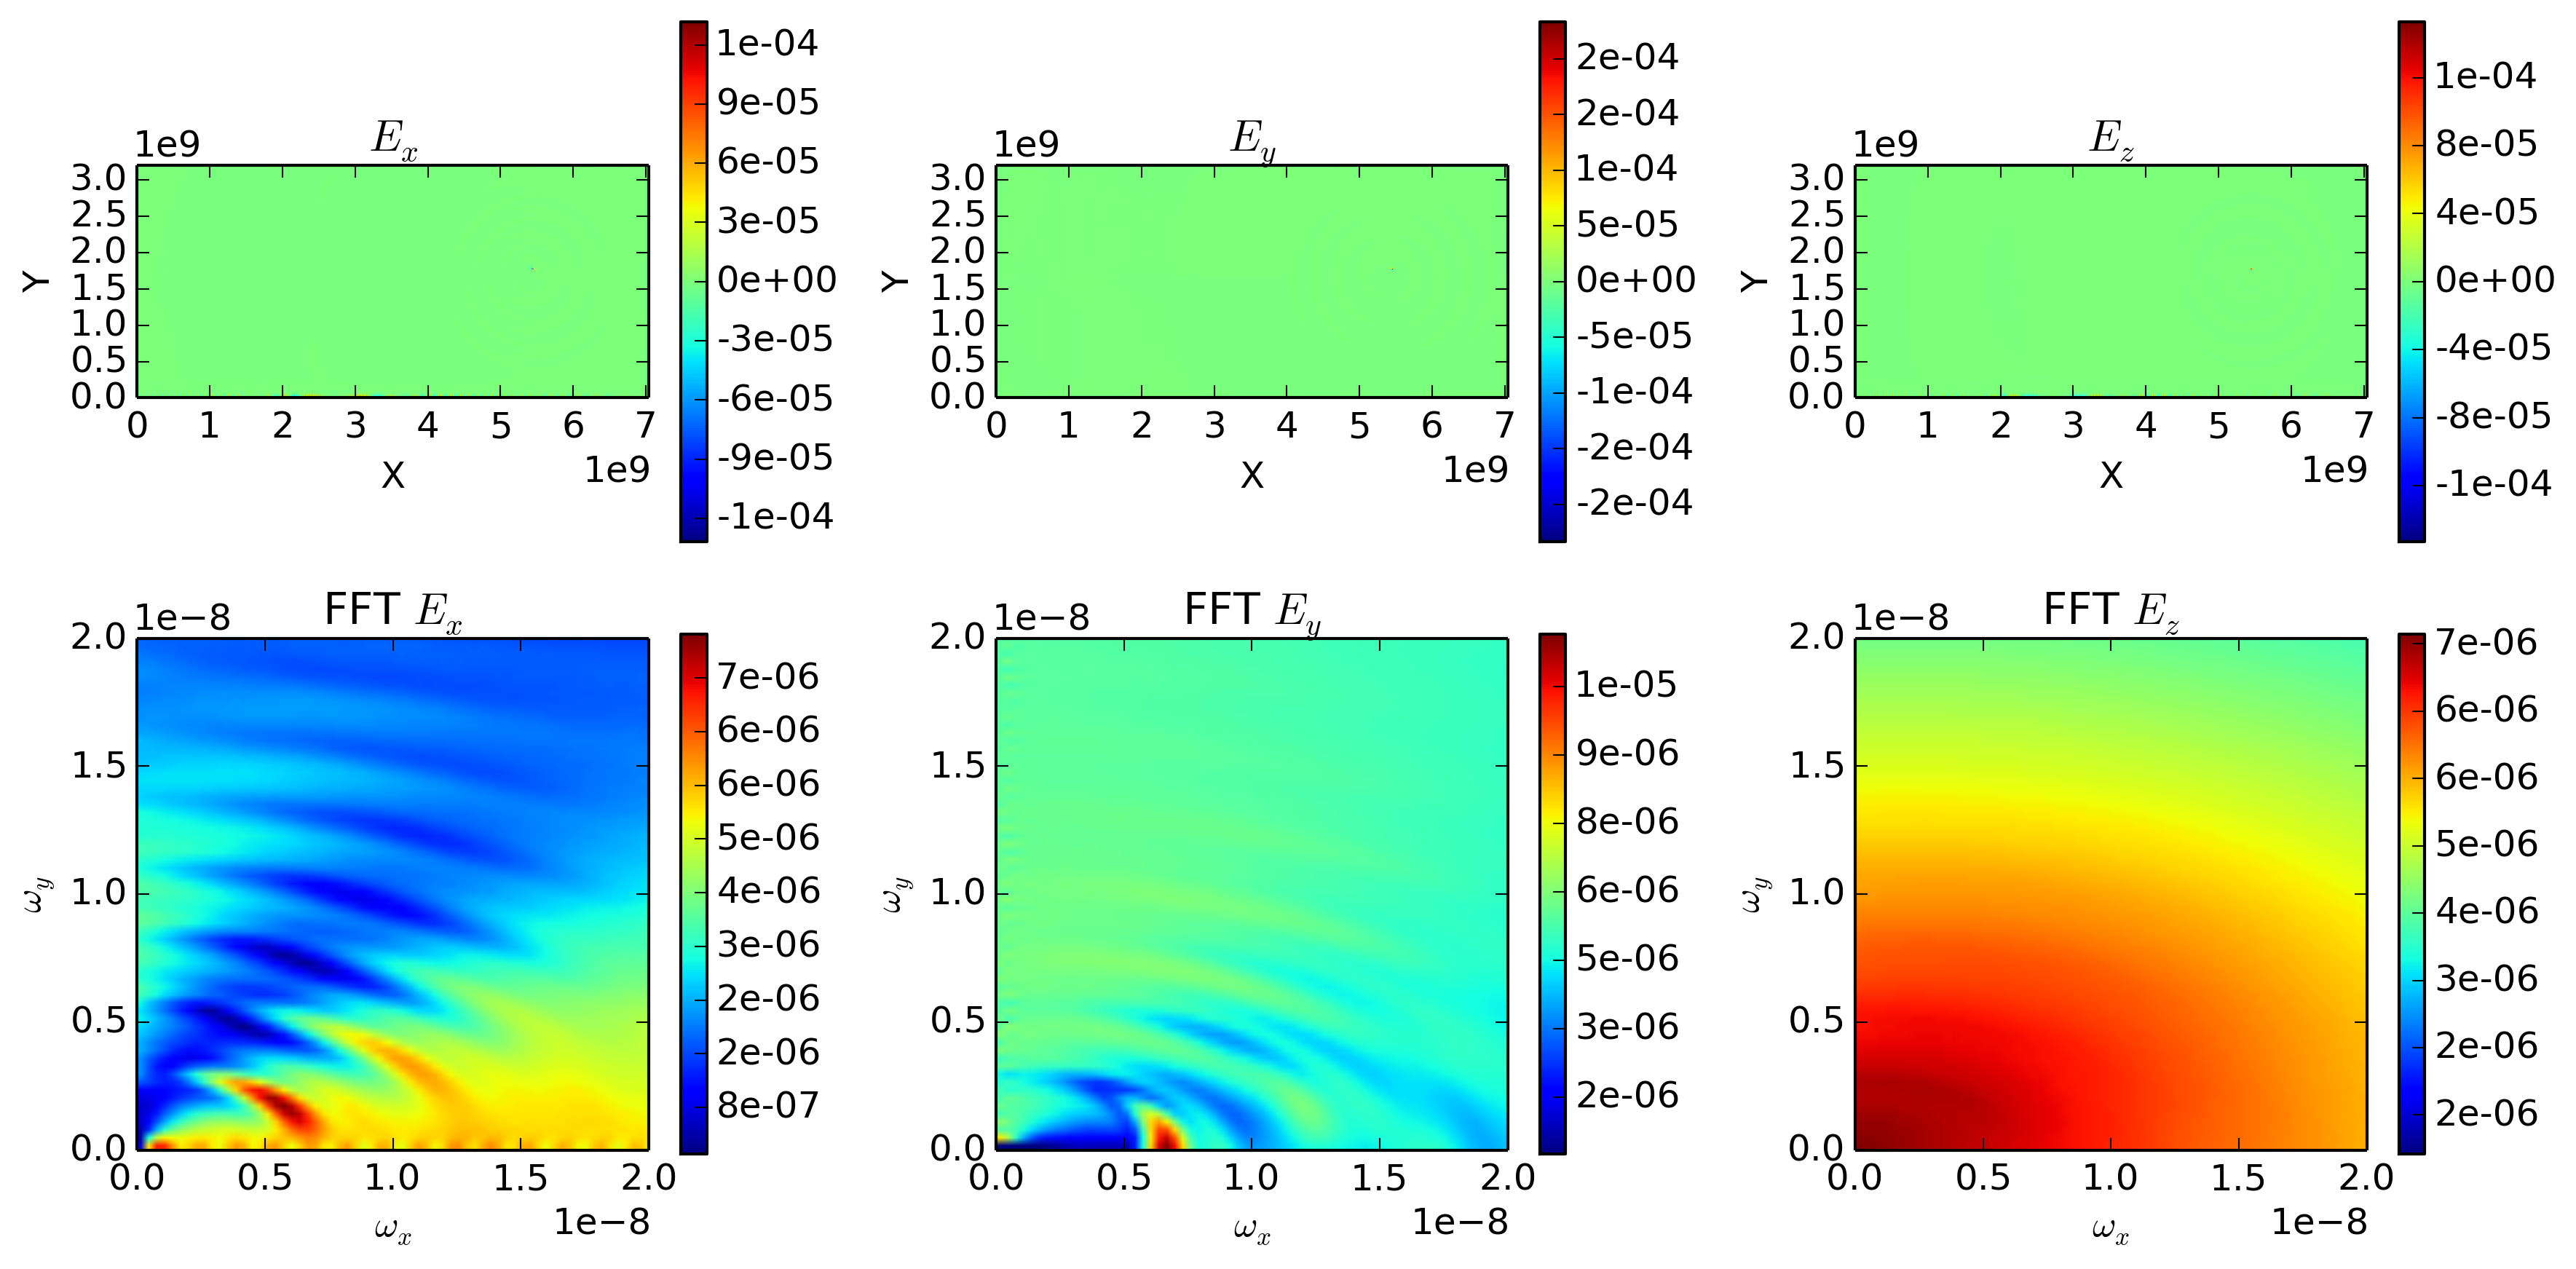 1e9
E_x
3.0
2.5
2.0
1.5
1.0
0.5
0.0
Y
0 1 2 3 4 5 6 7
X
1e9
1e-04
9e-05
6e-05
3e-05
0e+00
-3e-05
-6e-05
-9e-05
-1e-04
1e9
E_y
3.0
2.5
2.0
1.5
1.0
0.5
0.0
Y
0 1 2 3 4 5 6 7
X
1e9
2e-04
2e-04
1e-04
5e-05
0e+00
-5e-05
-1e-04
-2e-04
-2e-04
1e9
E_z
3.0
2.5
2.0
1.5
1.0
0.5
0.0
Y
0 1 2 3 4 5 6 7
X
1e9
1e-04
8e-05
4e-05
0e+00
-4e-05
-8e-05
-1e-04
1e−8
FFT E_x
2.0
1.5
1.0
0.5
0.0
ω_y
0.0 0.5 1.0 1.5 2.0
ω_x
1e−8
7e-06
6e-06
6e-06
5e-06
4e-06
3e-06
2e-06
2e-06
8e-07
1e−8
FFT E_y
2.0
1.5
1.0
0.5
0.0
ω_y
0.0 0.5 1.0 1.5 2.0
ω_x
1e−8
1e-05
9e-06
8e-06
6e-06
5e-06
3e-06
2e-06
1e−8
FFT E_z
2.0
1.5
1.0
0.5
0.0
ω_y
0.0 0.5 1.0 1.5 2.0
ω_x
1e−8
7e-06
6e-06
6e-06
5e-06
4e-06
3e-06
2e-06
2e-06